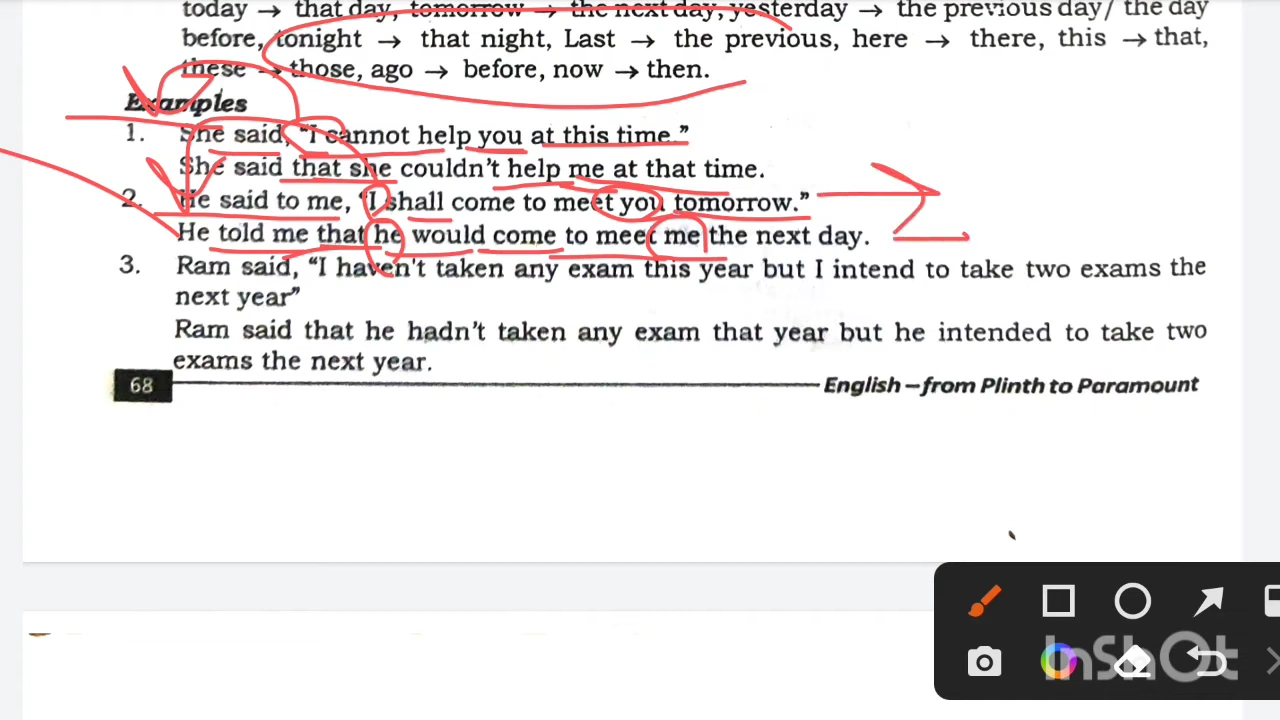 today → that day, tomorrow → the next day, yesterday → the previous day/ the day
before, tonight → that night, Last → the previous, here → there, this → that,
these → those, ago → before, now → then.
Examples
1. She said, "I cannot help you at this time."
She said that she couldn't help me at that time.
2. He said to me, "I shall come to meet you tomorrow."
He told me that he would come to meet me the next day.
3. Ram said, "I haven't taken any exam this year but I intend to take two exams the
next year"
Ram said that he hadn't taken any exam that year but he intended to take two
exams the next year.
68 English – from Plinth to Paramount
InShOt